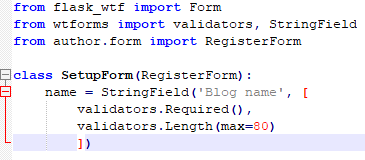 from flask_wtf import Form
from wtforms import validators, StringField
from author.form import RegisterForm

class SetupForm(RegisterForm):
    name = StringField('Blog name', [
        validators.Required(),
        validators.Length(max=80)
        ])